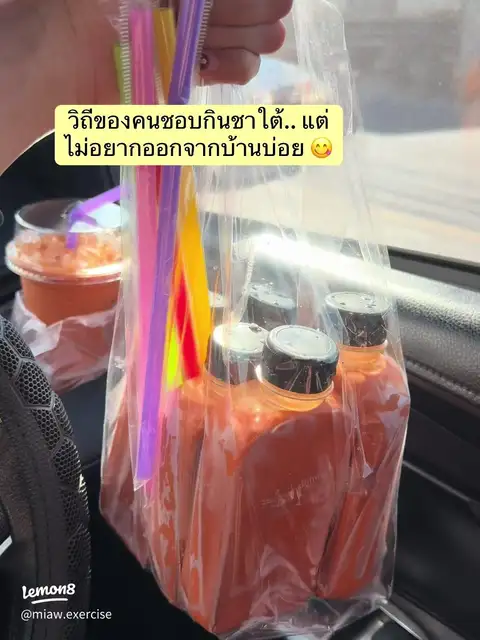 วิถีของคนชอบกินชาใต้.. แต่
ไม่อยากออกจากบ้านบ่อย 😋
lemon8
@miaw.exercise